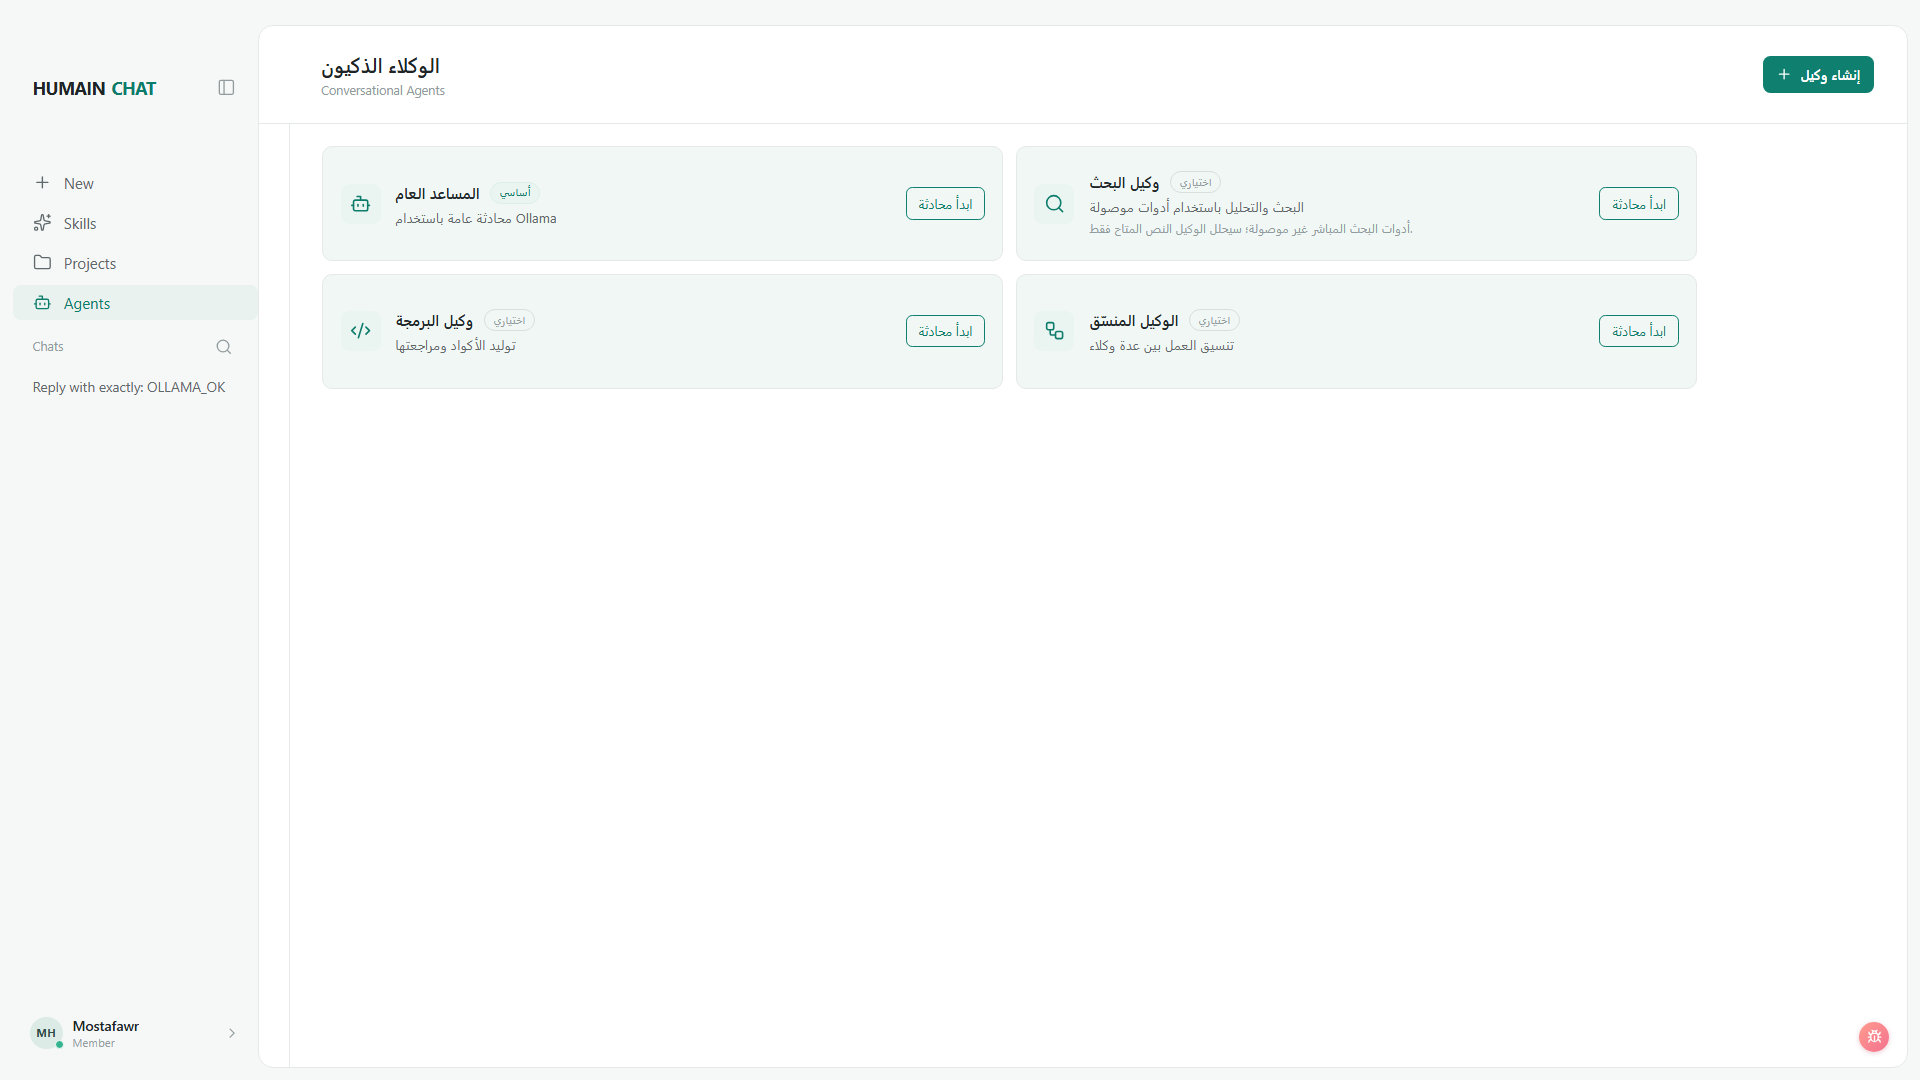 HUMAIN CHAT
New
Skills
Projects
Agents
Chats
Reply with exactly: OLLAMA_OK
MH
Mostafawr
Member
الوكلاء الذكيون
Conversational Agents
إنشاء وكيل
المساعد العام
أساسي
محادثة عامة باستخدام Ollama
ابدأ محادثة
وكيل البحث
اختياري
البحث والتحليل باستخدام أدوات موصولة
أدوات البحث المباشر غير موصولة؛ سيحلل الوكيل النص المتاح فقط.
ابدأ محادثة
وكيل البرمجة
اختياري
توليد الأكواد ومراجعتها
ابدأ محادثة
الوكيل المنسّق
اختياري
تنسيق العمل بين عدة وكلاء
ابدأ محادثة